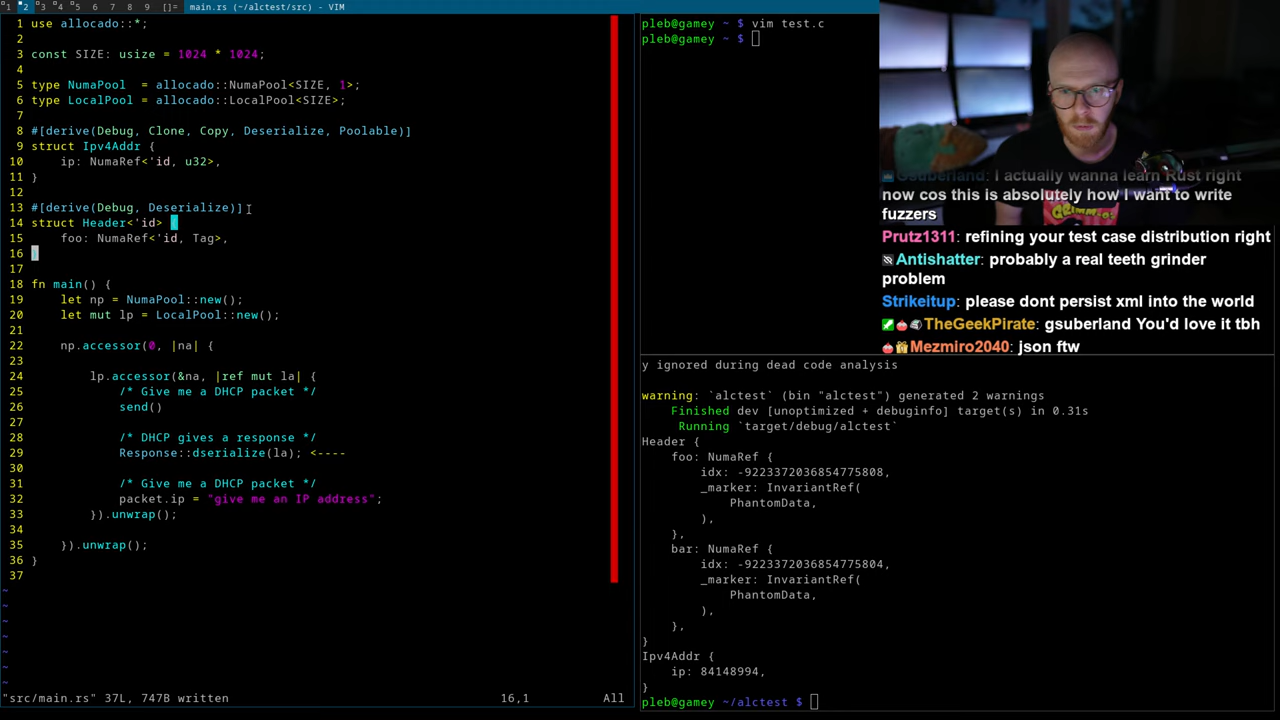 1 2 3 4 5 6 7 8 9 []= main.rs (~/alctest/src) - VIM
1 use allocado::*;
2
3 const SIZE: usize = 1024 * 1024;
4
5 type NumaPool  = allocado::NumaPool<SIZE, 1>;
6 type LocalPool = allocado::LocalPool<SIZE>;
7
8 #[derive(Debug, Clone, Copy, Deserialize, Poolable)]
9 struct Ipv4Addr {
10     ip: NumaRef<'id, u32>,
11 }
12
13 #[derive(Debug, Deserialize)]
14 struct Header<'id> {
15     foo: NumaRef<'id, Tag>,
16 }
17
18 fn main() {
19     let np = NumaPool::new();
20     let mut lp = LocalPool::new();
21
22     np.accessor(0, |na| {
23
24         lp.accessor(&na, |ref mut la| {
25             /* Give me a DHCP packet */
26             send()
27
28             /* DHCP gives a response */
29             Response::dserialize(la); <----
30
31             /* Give me a DHCP packet */
32             packet.ip = "give me an IP address";
33         }).unwrap();
34
35     }).unwrap();
36 }
37
~
~
~
~
~
~
~
"src/main.rs" 37L, 747B written 16,1 All
pleb@gamey ~ $ vim test.c
pleb@gamey ~ $
Gsuberland: I actually wanna learn Rust right
now cos this is absolutely how I want to write
fuzzers
Prutz1311: refining your test case distribution right
Antishatter: probably a real teeth grinder
problem
Strikeitup: please dont persist xml into the world
TheGeekPirate: gsuberland You'd love it tbh
Mezmiro2040: json ftw
y ignored during dead code analysis
warning: `alctest` (bin "alctest") generated 2 warnings
Finished dev [unoptimized + debuginfo] target(s) in 0.31s
Running `target/debug/alctest`
Header {
foo: NumaRef {
idx: -9223372036854775808,
_marker: InvariantRef(
PhantomData,
),
},
bar: NumaRef {
idx: -9223372036854775804,
_marker: InvariantRef(
PhantomData,
),
},
}
Ipv4Addr {
ip: 84148994,
}
pleb@gamey ~/alctest $